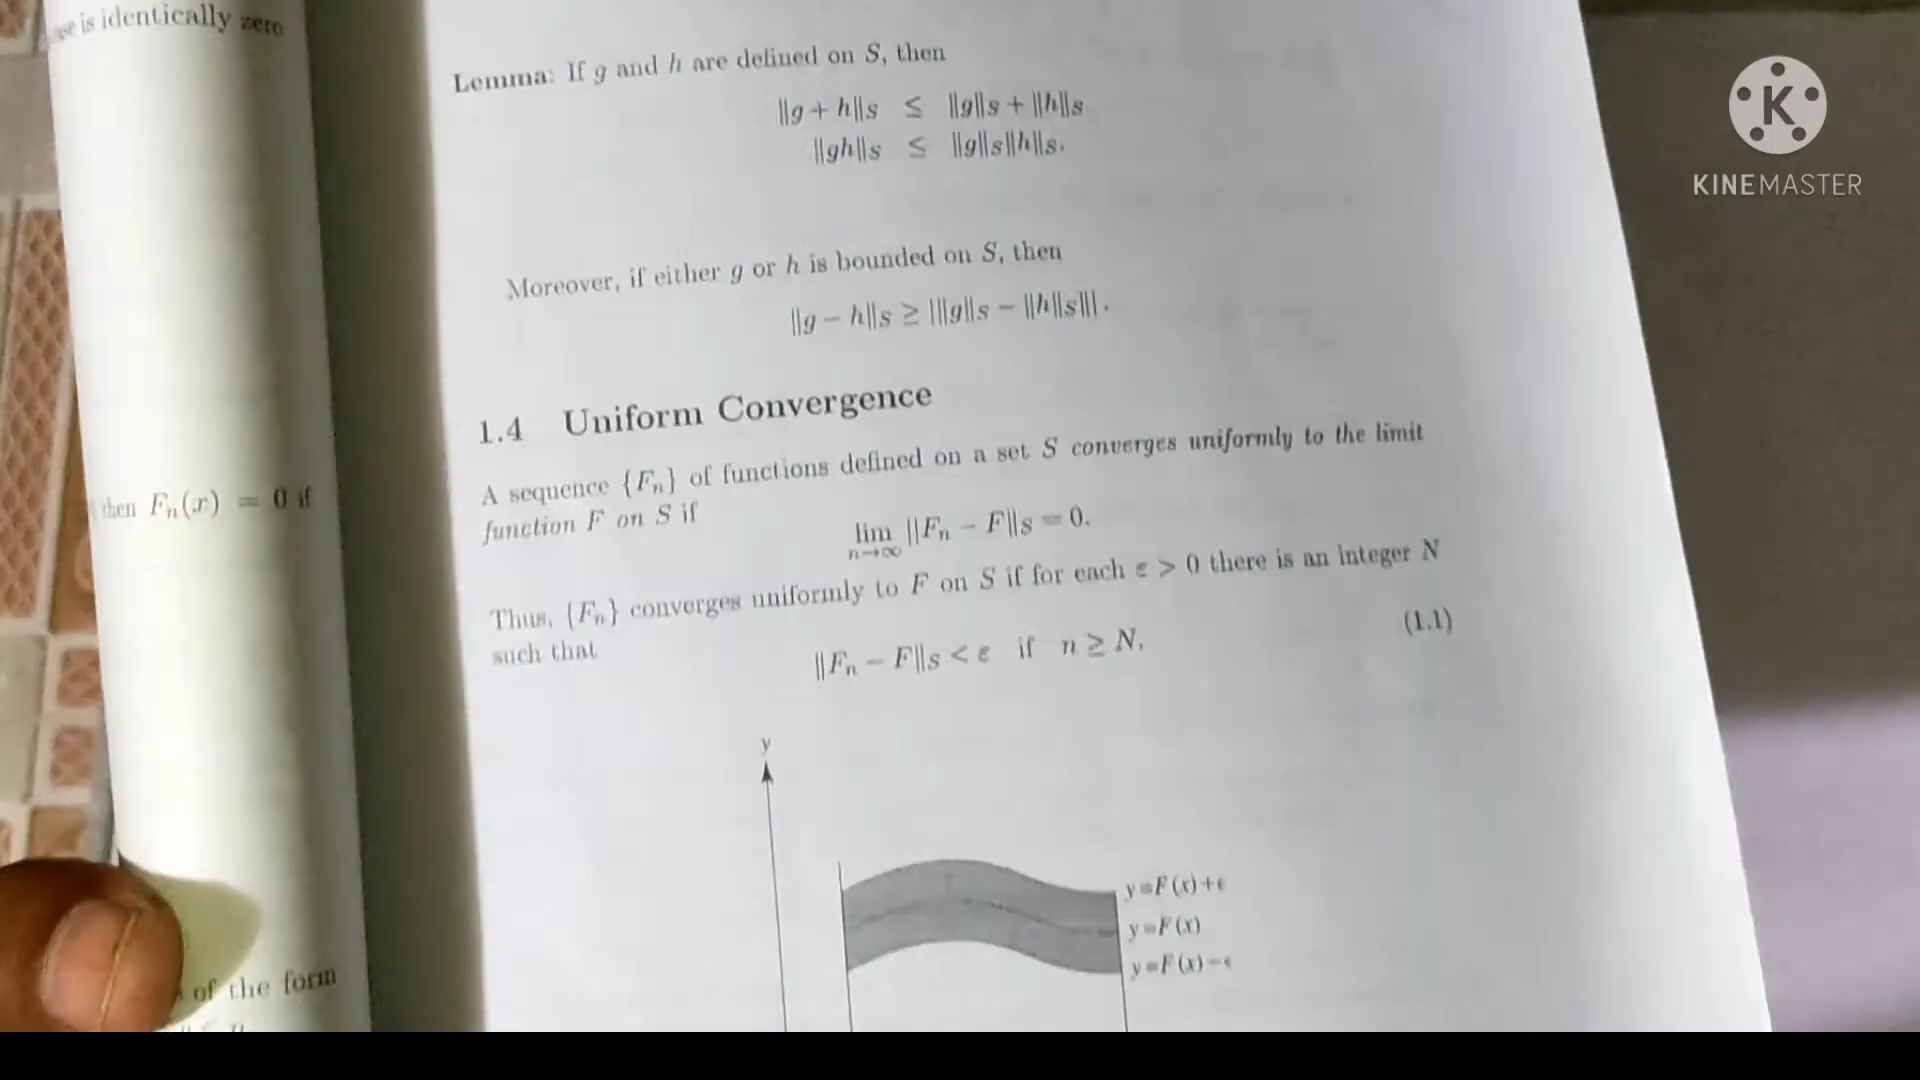 is identically zero
then Fₙ(x) = 0 if
of the form
Lemma: If g and h are defined on S, then
‖g + h‖S ≤ ‖g‖S + ‖h‖S
‖gh‖S ≤ ‖g‖S‖h‖S.
Moreover, if either g or h is bounded on S, then
‖g − h‖S ≥ |‖g‖S − ‖h‖S‖| .
1.4 Uniform Convergence
A sequence {Fₙ} of functions defined on a set S converges uniformly to the limit
function F on S if
lim ‖Fₙ − F‖S = 0.
n→∞
Thus, {Fₙ} converges uniformly to F on S if for each ε > 0 there is an integer N
such that
‖Fₙ − F‖S < ε if n ≥ N. (1.1)
y
y=F(x)+ε
y=F(x)
y=F(x)−ε
KINEMASTER